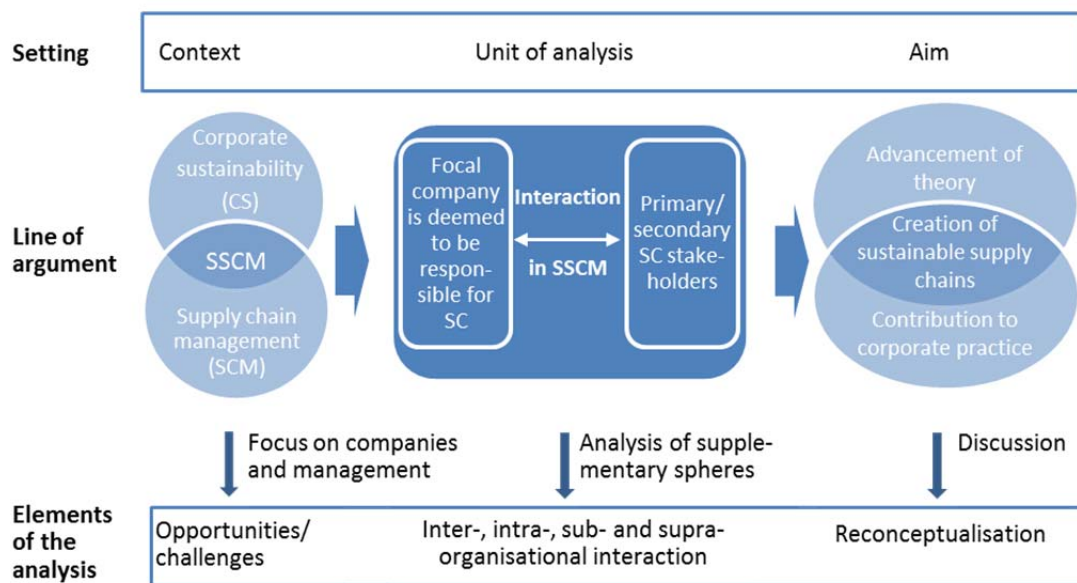 Setting
Context
Unit of analysis
Aim
Line of
argument
Corporate
sustainability
(CS)
SSCM
Supply chain
management
(SCM)
Focal
company
is deemed
to be
respon-
sible for
SC
Interaction
in SSCM
Primary/
secondary
SC stake-
holders
Advancement of
theory
Creation of
sustainable supply
chains
Contribution to
corporate practice
Focus on companies
and management
Analysis of supple-
mentary spheres
Discussion
Elements
of the
analysis
Opportunities/
challenges
Inter-, intra-, sub- and supra-
organisational interaction
Reconceptualisation